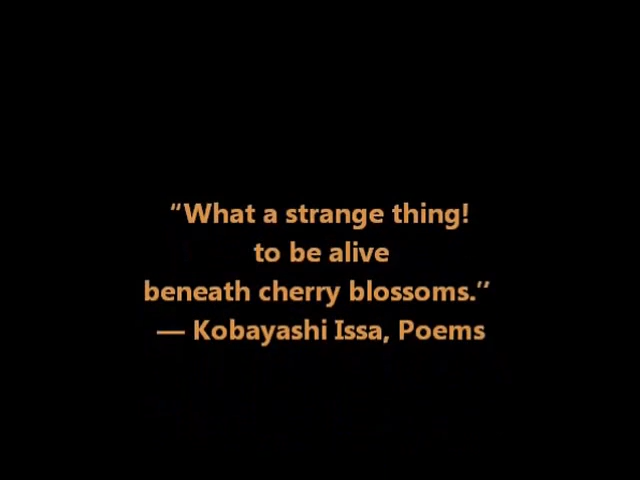 “What a strange thing!
to be alive
beneath cherry blossoms.”
— Kobayashi Issa, Poems